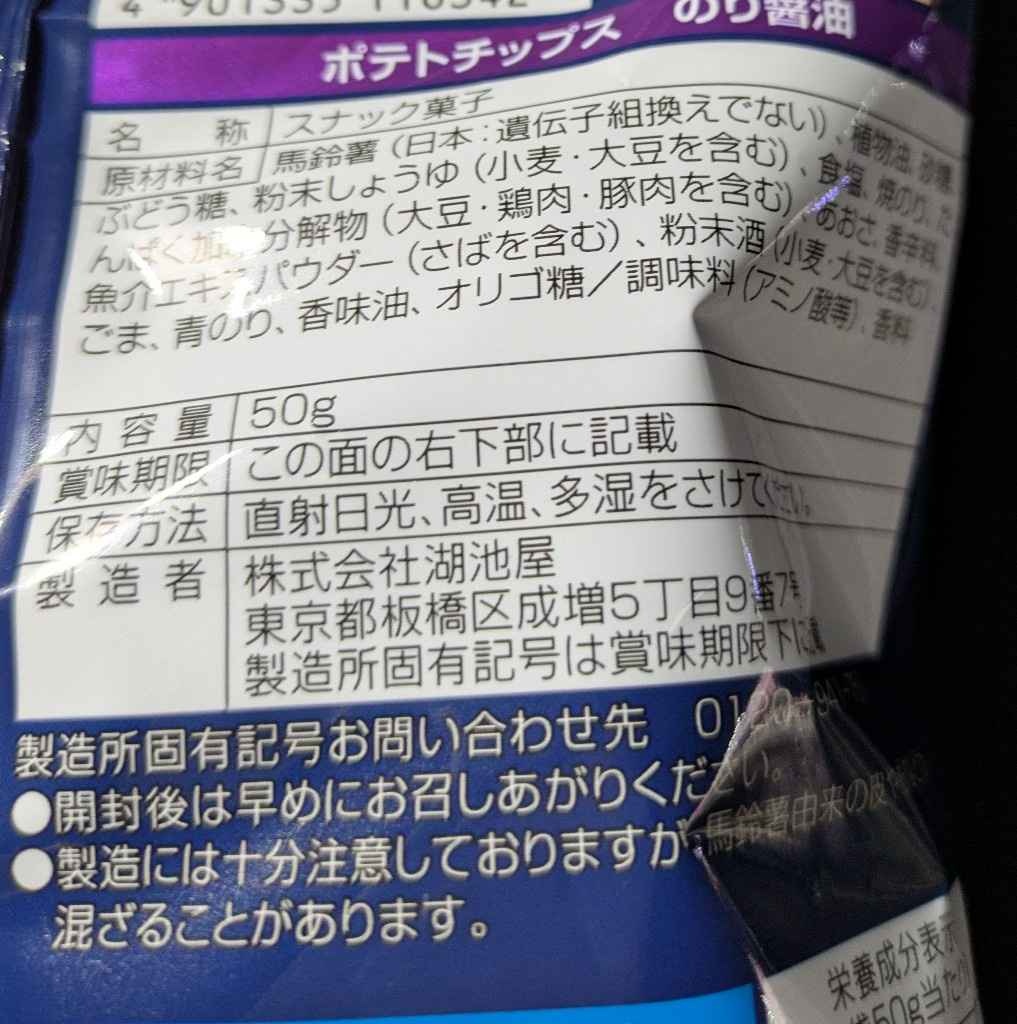 4 901335 116342
ポテトチップス のり醤油
名称 スナック菓子
原材料名 馬鈴薯(日本:遺伝子組換えでない)、植物油、砂糖、
ぶどう糖、粉末しょうゆ(小麦・大豆を含む)、食塩、焼のり、た
んぱく加 分解物(大豆・鶏肉・豚肉を含む)、あおさ、香辛料、
魚介エキスパウダー(さばを含む)、粉末酒(小麦・大豆を含む)、
ごま、青のり、香味油、オリゴ糖/調味料(アミノ酸等)、香料
内容量 50g
賞味期限 この面の右下部に記載
保存方法 直射日光、高温、多湿をさけてください。
製造者 株式会社湖池屋
東京都板橋区成増5丁目9番7号
製造所固有記号は賞味期限下に
製造所固有記号お問い合わせ先
●開封後は早めにお召しあがりください。
●製造には十分注意しておりますが、馬鈴薯由来の皮
混ざることがあります。
栄養成分表示
50g当たり